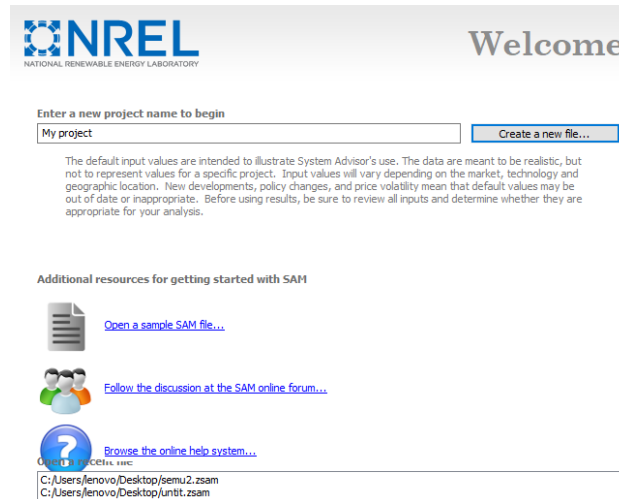 NREL
NATIONAL RENEWABLE ENERGY LABORATORY
Welcome
Enter a new project name to begin
My project
Create a new file...
The default input values are intended to illustrate System Advisor's use. The data are meant to be realistic, but
not to represent values for a specific project. Input values will vary depending on the market, technology and
geographic location. New developments, policy changes, and price volatility mean that default values may be
out of date or inappropriate. Before using results, be sure to review all inputs and determine whether they are
appropriate for your analysis.
Additional resources for getting started with SAM
Open a sample SAM file...
Follow the discussion at the SAM online forum...
Browse the online help system...
Open a recent file
C:/Users/lenovo/Desktop/semu2.zsam
C:/Users/lenovo/Desktop/untit.zsam